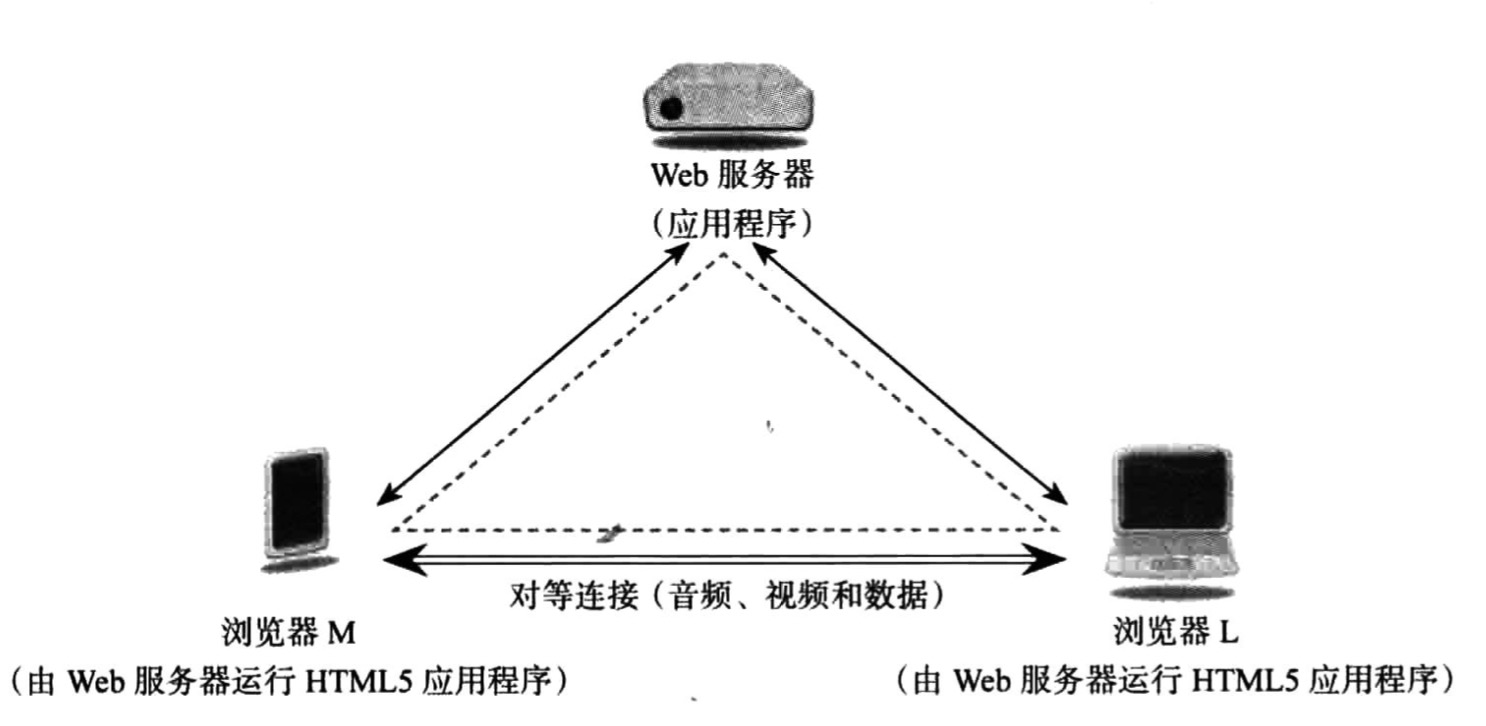 Web 服务器
（应用程序）
对等连接（音频、视频和数据）
浏览器 M
（由 Web 服务器运行 HTML5 应用程序）
浏览器 L
（由 Web 服务器运行 HTML5 应用程序）